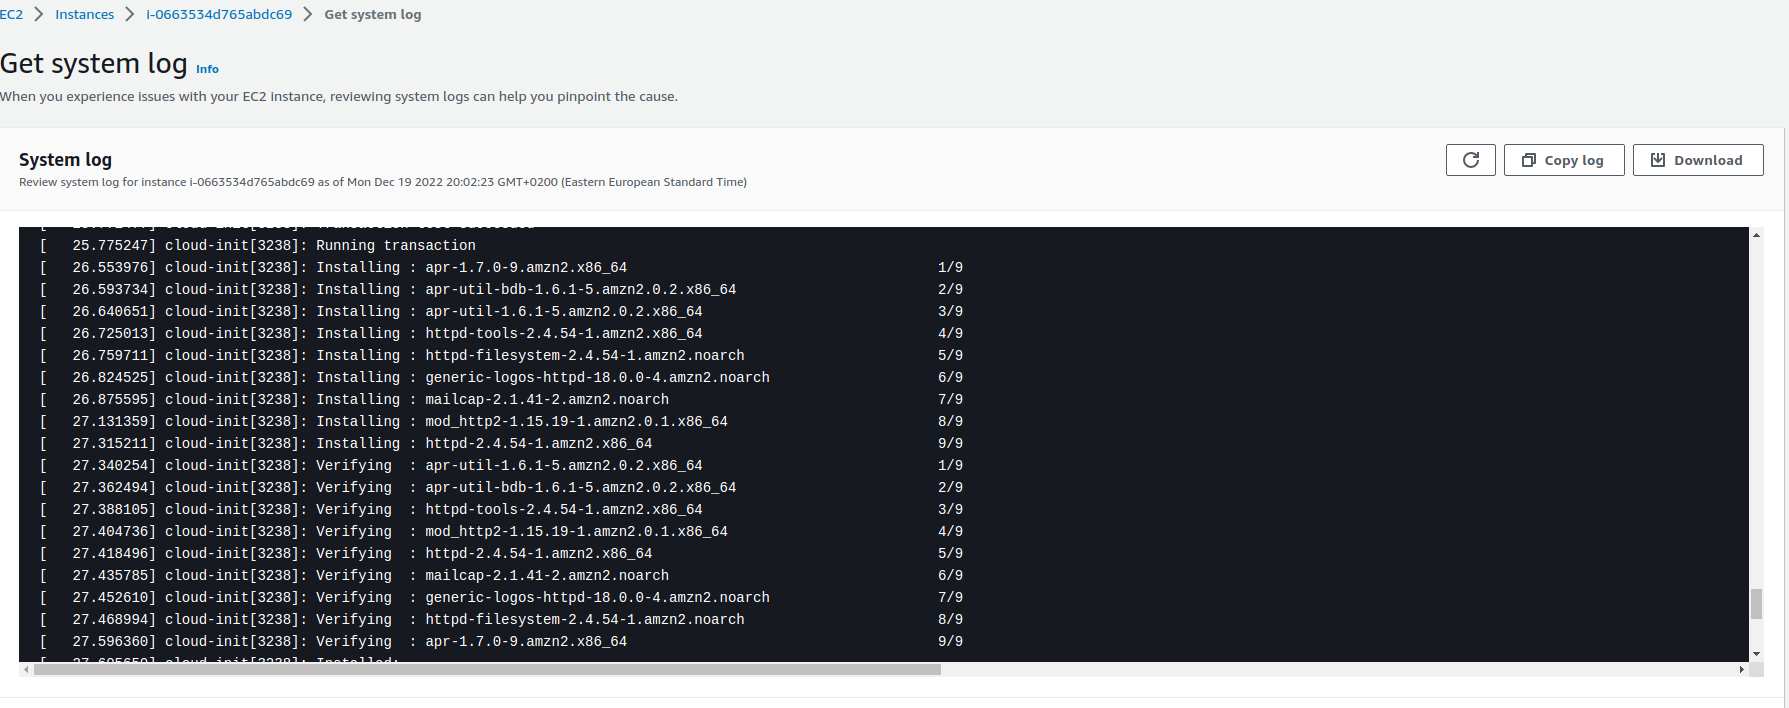 EC2 > Instances > i-0663534d765abdc69 > Get system log
Get system log Info
When you experience issues with your EC2 instance, reviewing system logs can help you pinpoint the cause.
System log
Review system log for instance i-0663534d765abdc69 as of Mon Dec 19 2022 20:02:23 GMT+0200 (Eastern European Standard Time)
Copy log
Download
[   25.775247] cloud-init[3238]: Running transaction
[   26.553976] cloud-init[3238]: Installing : apr-1.7.0-9.amzn2.x86_64 1/9
[   26.593734] cloud-init[3238]: Installing : apr-util-bdb-1.6.1-5.amzn2.0.2.x86_64 2/9
[   26.640651] cloud-init[3238]: Installing : apr-util-1.6.1-5.amzn2.0.2.x86_64 3/9
[   26.725013] cloud-init[3238]: Installing : httpd-tools-2.4.54-1.amzn2.x86_64 4/9
[   26.759711] cloud-init[3238]: Installing : httpd-filesystem-2.4.54-1.amzn2.noarch 5/9
[   26.824525] cloud-init[3238]: Installing : generic-logos-httpd-18.0.0-4.amzn2.noarch 6/9
[   26.875595] cloud-init[3238]: Installing : mailcap-2.1.41-2.amzn2.noarch 7/9
[   27.131359] cloud-init[3238]: Installing : mod_http2-1.15.19-1.amzn2.0.1.x86_64 8/9
[   27.315211] cloud-init[3238]: Installing : httpd-2.4.54-1.amzn2.x86_64 9/9
[   27.340254] cloud-init[3238]: Verifying  : apr-util-1.6.1-5.amzn2.0.2.x86_64 1/9
[   27.362494] cloud-init[3238]: Verifying  : apr-util-bdb-1.6.1-5.amzn2.0.2.x86_64 2/9
[   27.388105] cloud-init[3238]: Verifying  : httpd-tools-2.4.54-1.amzn2.x86_64 3/9
[   27.404736] cloud-init[3238]: Verifying  : mod_http2-1.15.19-1.amzn2.0.1.x86_64 4/9
[   27.418496] cloud-init[3238]: Verifying  : httpd-2.4.54-1.amzn2.x86_64 5/9
[   27.435785] cloud-init[3238]: Verifying  : mailcap-2.1.41-2.amzn2.noarch 6/9
[   27.452610] cloud-init[3238]: Verifying  : generic-logos-httpd-18.0.0-4.amzn2.noarch 7/9
[   27.468994] cloud-init[3238]: Verifying  : httpd-filesystem-2.4.54-1.amzn2.noarch 8/9
[   27.596360] cloud-init[3238]: Verifying  : apr-1.7.0-9.amzn2.x86_64 9/9